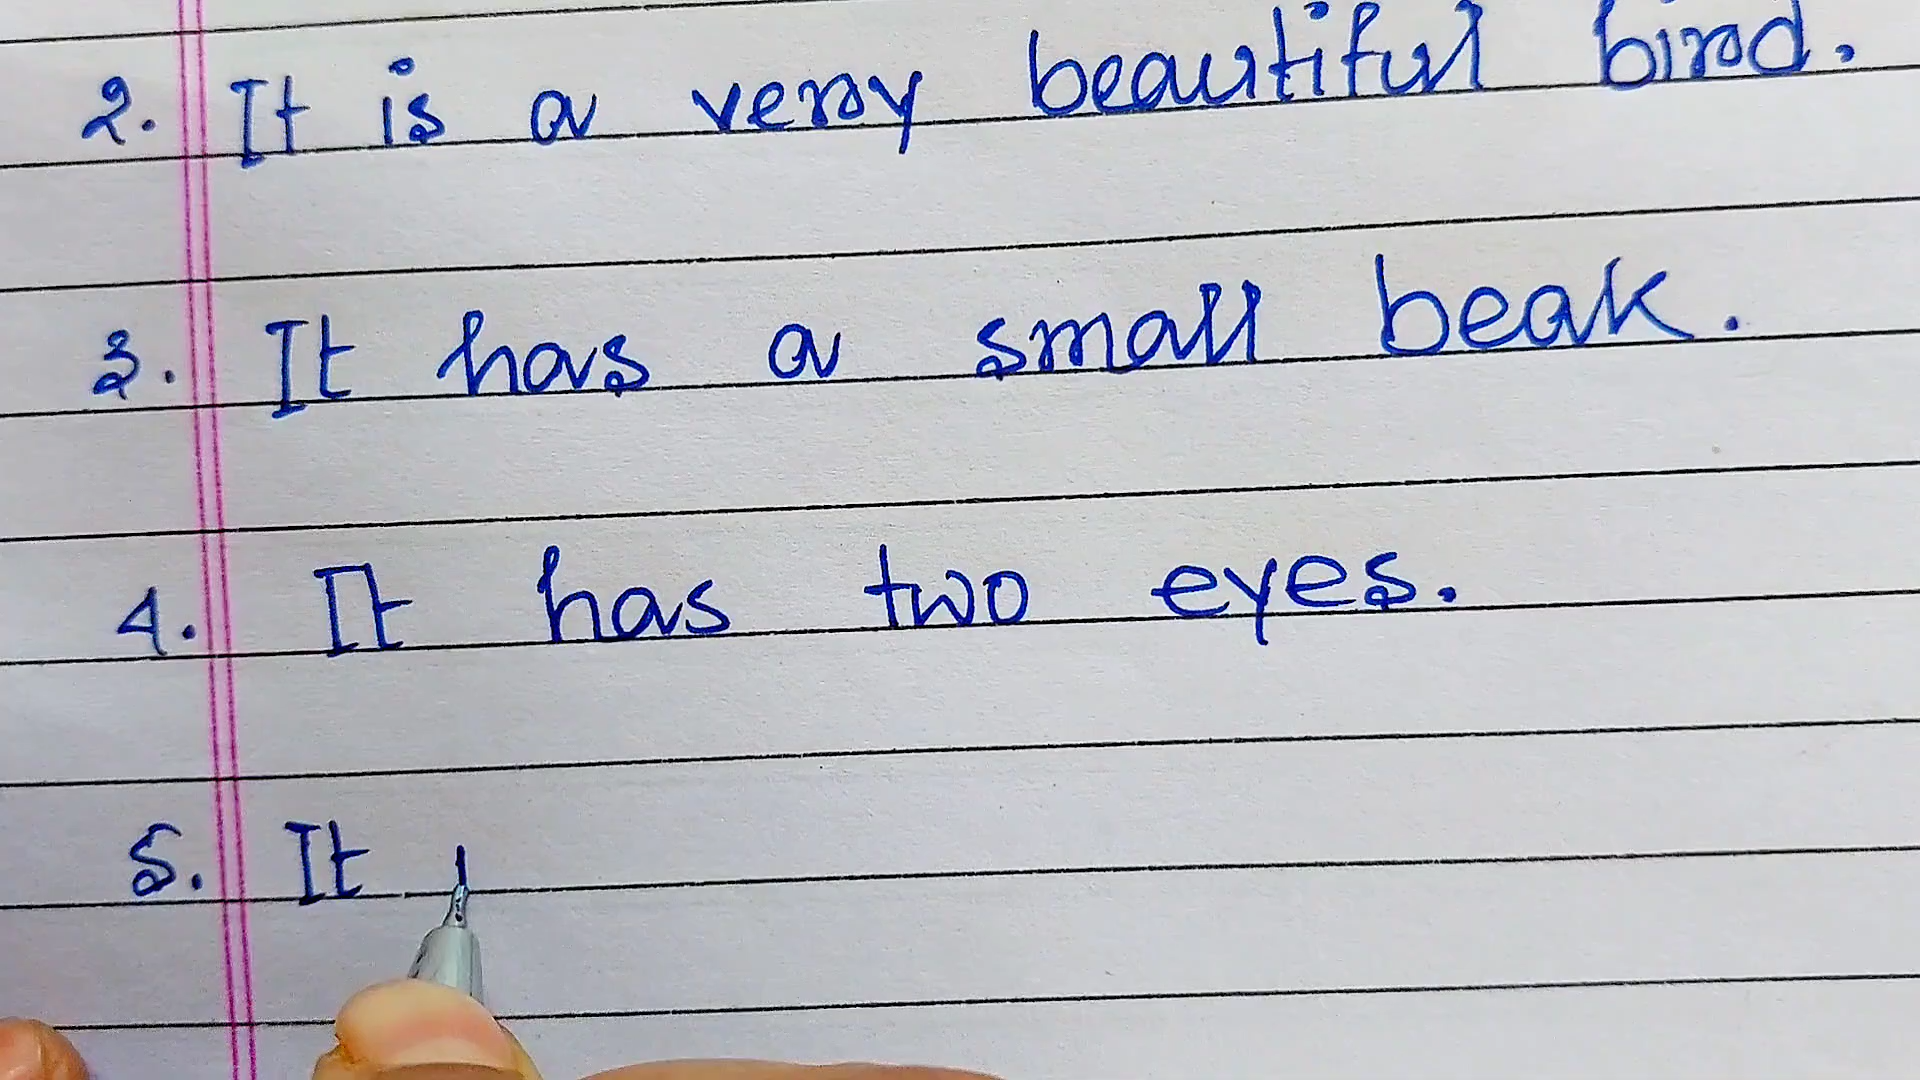 2. It is a very beautiful bird.
3. It has a small beak.
4. It has two eyes.
5. It